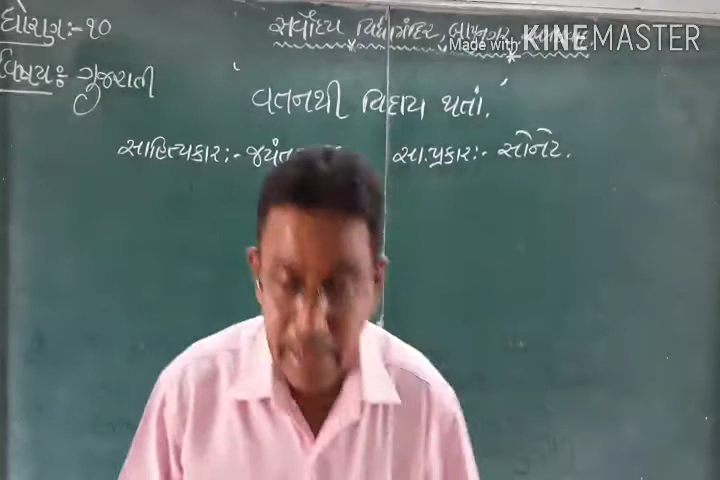 ધોરણ:- ૧૦
સર્વોદય વિદ્યામંદિર,
Made with KINEMASTER
વિષય: ગુજરાતી
' વતનથી વિદાય થતાં. '
સાહિત્યકાર:- જયંત સા.પ્રકાર:- સોનેટ.